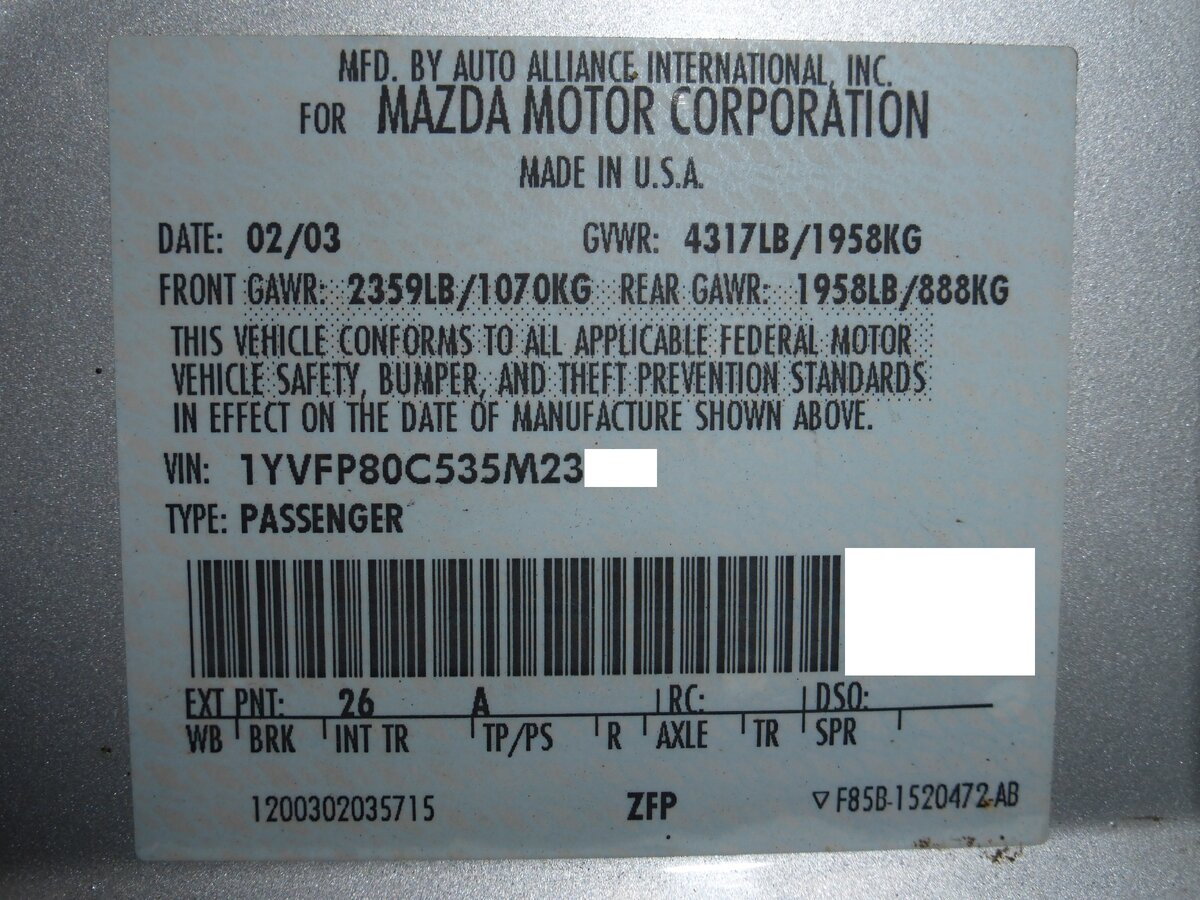 MFD. BY AUTO ALLIANCE INTERNATIONAL, INC.
FOR MAZDA MOTOR CORPORATION
MADE IN U.S.A.
DATE: 02/03 GVWR: 4317LB/1958KG
FRONT GAWR: 2359LB/1070KG REAR GAWR: 1958LB/888KG
THIS VEHICLE CONFORMS TO ALL APPLICABLE FEDERAL MOTOR
VEHICLE SAFETY, BUMPER, AND THEFT PREVENTION STANDARDS
IN EFFECT ON THE DATE OF MANUFACTURE SHOWN ABOVE.
VIN: 1YVFP80C535M23
TYPE: PASSENGER
EXT PNT: 26 A RC: DSO:
WB BRK INT TR TP/PS R AXLE TR SPR
1200302035715 ZFP ▽ F85B-1520472-AB